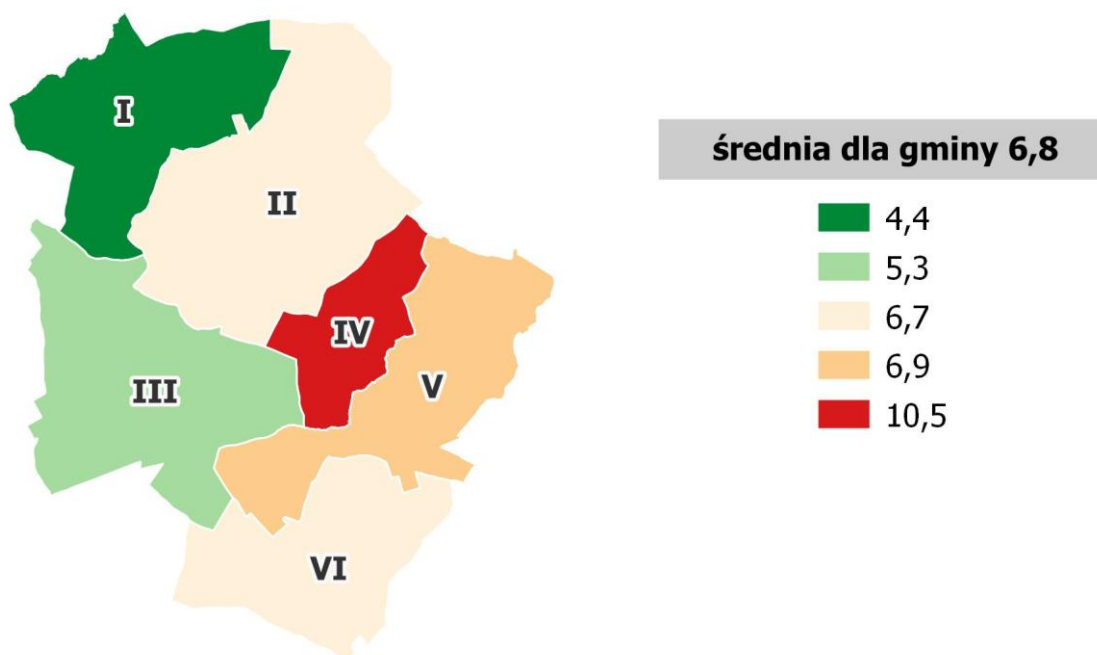 I
II
III
IV
V
VI
średnia dla gminy 6,8
4,4
5,3
6,7
6,9
10,5